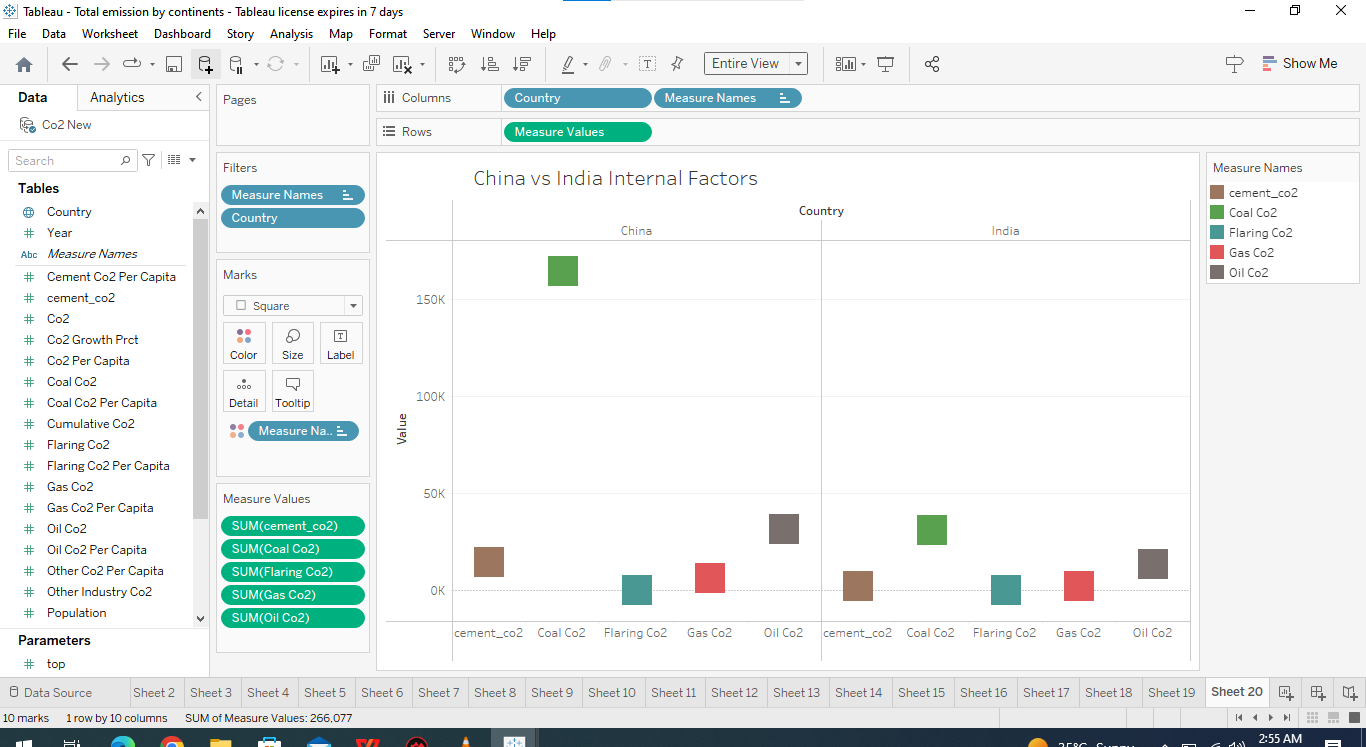 Tableau - Total emission by continents - Tableau license expires in 7 days
File Data Worksheet Dashboard Story Analysis Map Format Server Window Help
Entire View
Show Me
Data Analytics
Co2 New
Search
Tables
Country
Year
Abc Measure Names
Cement Co2 Per Capita
cement_co2
Co2
Co2 Growth Prct
Co2 Per Capita
Coal Co2
Coal Co2 Per Capita
Cumulative Co2
Flaring Co2
Flaring Co2 Per Capita
Gas Co2
Gas Co2 Per Capita
Oil Co2
Oil Co2 Per Capita
Other Co2 Per Capita
Other Industry Co2
Population
Parameters
top
Pages
Filters
Measure Names
Country
Marks
Square
Color Size Label
Detail Tooltip
Measure Na..
Measure Values
SUM(cement_co2)
SUM(Coal Co2)
SUM(Flaring Co2)
SUM(Gas Co2)
SUM(Oil Co2)
Columns Country Measure Names
Rows Measure Values
China vs India Internal Factors
Country
China India
Value
150K
100K
50K
0K
cement_co2 Coal Co2 Flaring Co2 Gas Co2 Oil Co2 cement_co2 Coal Co2 Flaring Co2 Gas Co2 Oil Co2
Measure Names
cement_co2
Coal Co2
Flaring Co2
Gas Co2
Oil Co2
Data Source Sheet 2 Sheet 3 Sheet 4 Sheet 5 Sheet 6 Sheet 7 Sheet 8 Sheet 9 Sheet 10 Sheet 11 Sheet 12 Sheet 13 Sheet 14 Sheet 15 Sheet 16 Sheet 17 Sheet 18 Sheet 19 Sheet 20
10 marks 1 row by 10 columns SUM of Measure Values: 266,077
2:55 AM